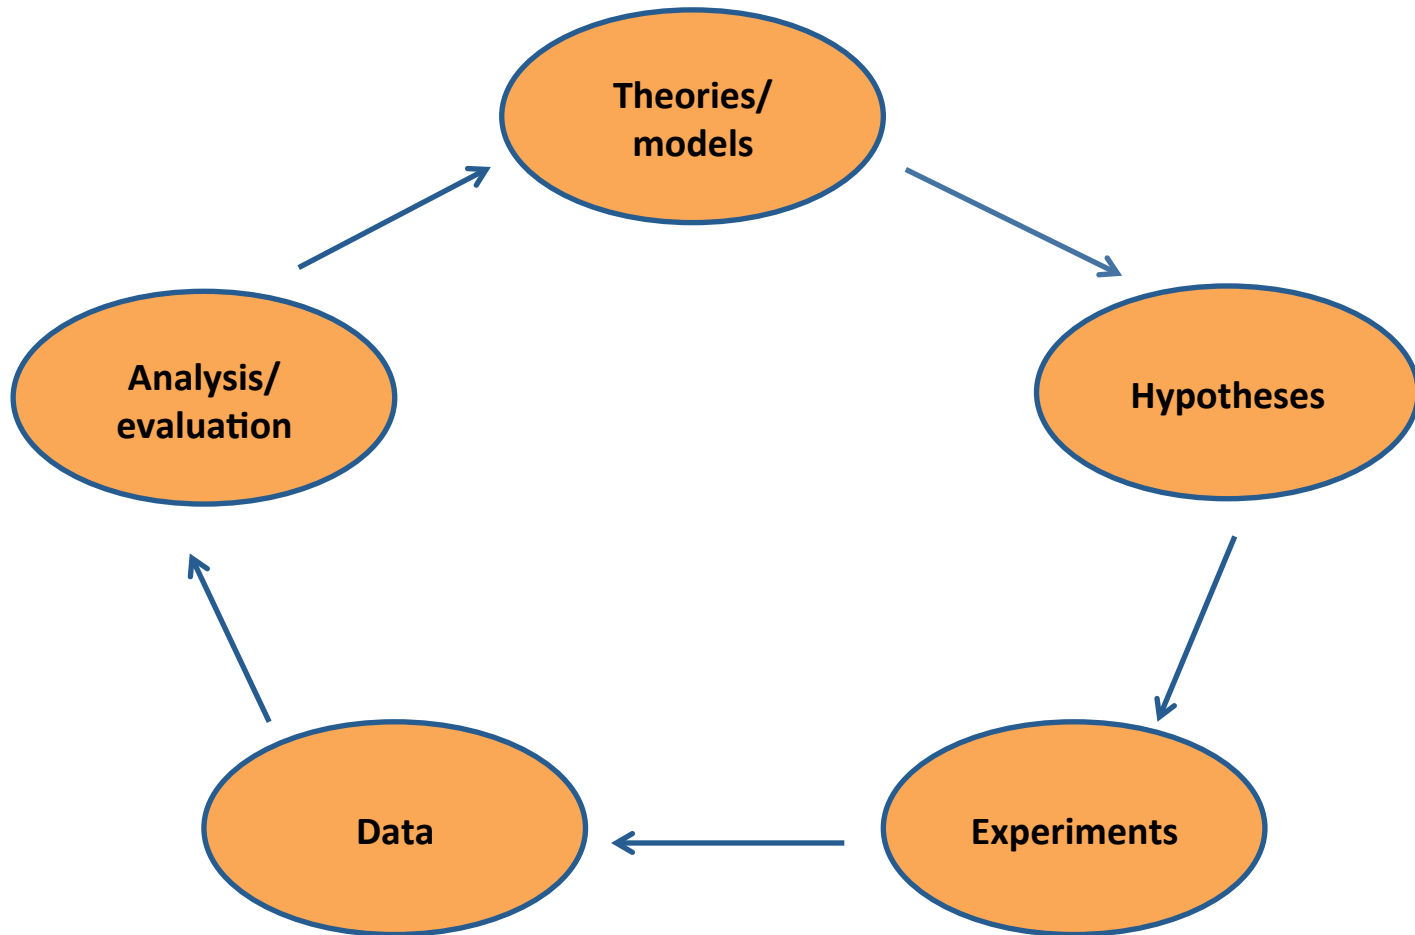 Theories/
models
Analysis/
evaluation
Hypotheses
Data
Experiments